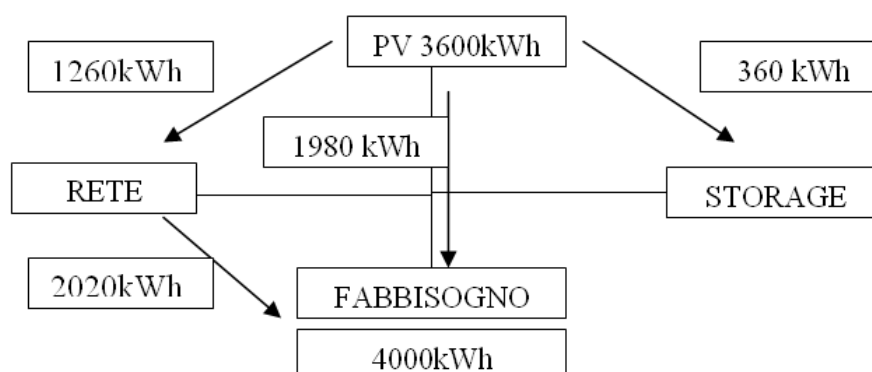 PV 3600kWh
1260kWh
360 kWh
1980 kWh
RETE
STORAGE
2020kWh
FABBISOGNO
4000kWh